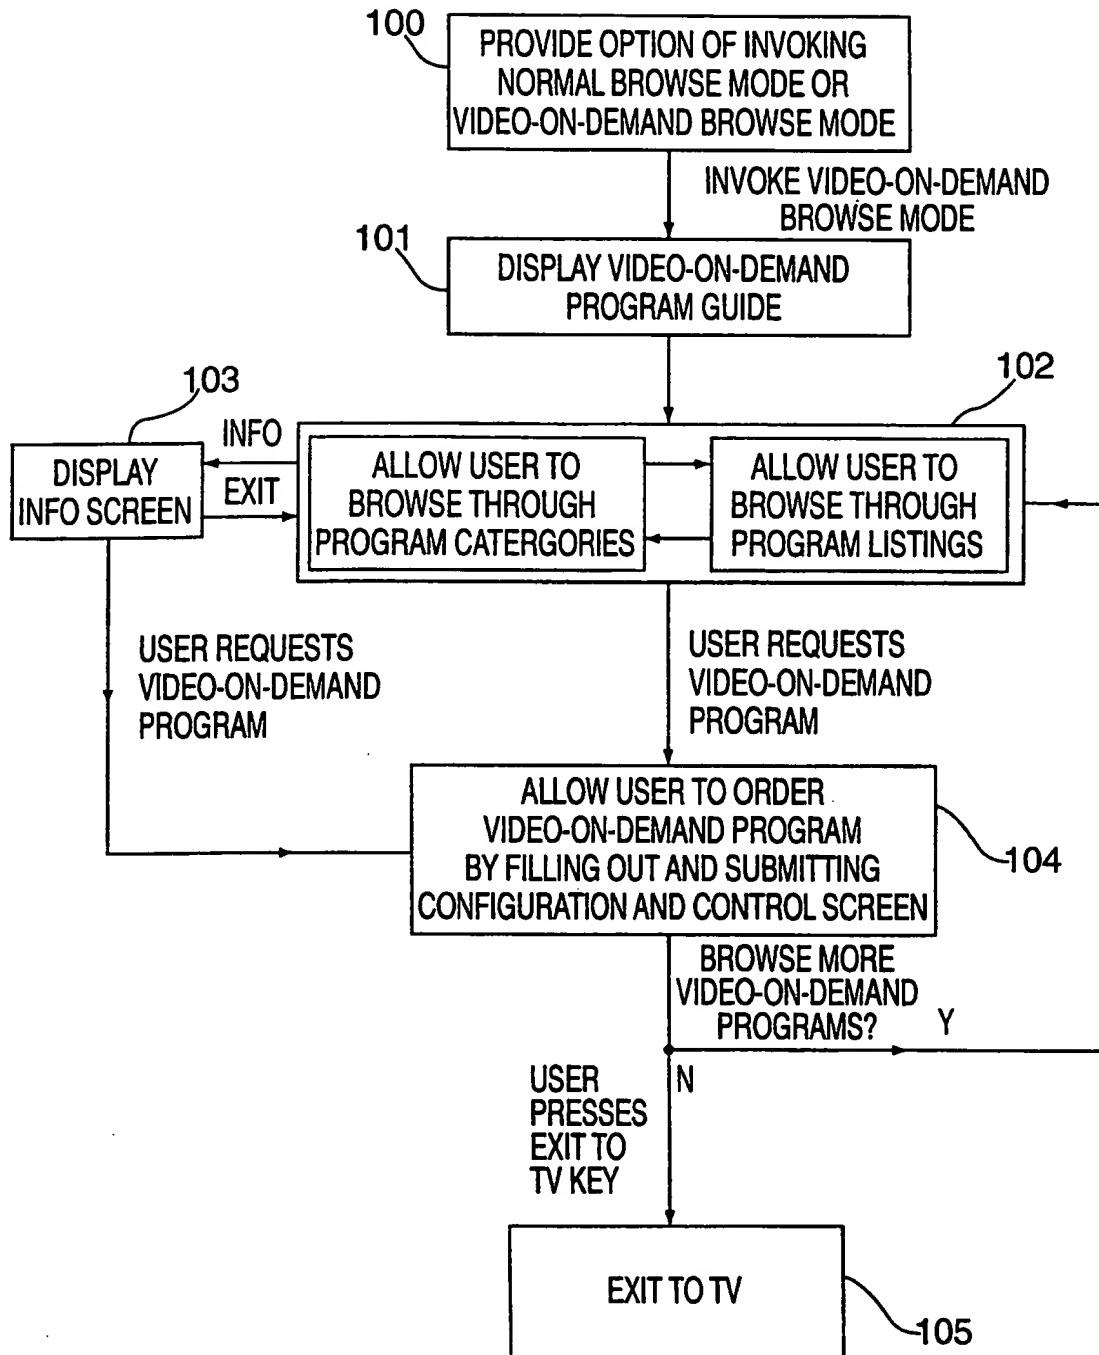 100
PROVIDE OPTION OF INVOKING
NORMAL BROWSE MODE OR
VIDEO-ON-DEMAND BROWSE MODE
INVOKE VIDEO-ON-DEMAND
BROWSE MODE
101
DISPLAY VIDEO-ON-DEMAND
PROGRAM GUIDE
103
102
DISPLAY
INFO SCREEN
INFO
EXIT
ALLOW USER TO
BROWSE THROUGH
PROGRAM CATERGORIES
ALLOW USER TO
BROWSE THROUGH
PROGRAM LISTINGS
USER REQUESTS
VIDEO-ON-DEMAND
PROGRAM
USER REQUESTS
VIDEO-ON-DEMAND
PROGRAM
ALLOW USER TO ORDER
VIDEO-ON-DEMAND PROGRAM
BY FILLING OUT AND SUBMITTING
CONFIGURATION AND CONTROL SCREEN
104
BROWSE MORE
VIDEO-ON-DEMAND
PROGRAMS?
Y
N
USER
PRESSES
EXIT TO
TV KEY
EXIT TO TV
105